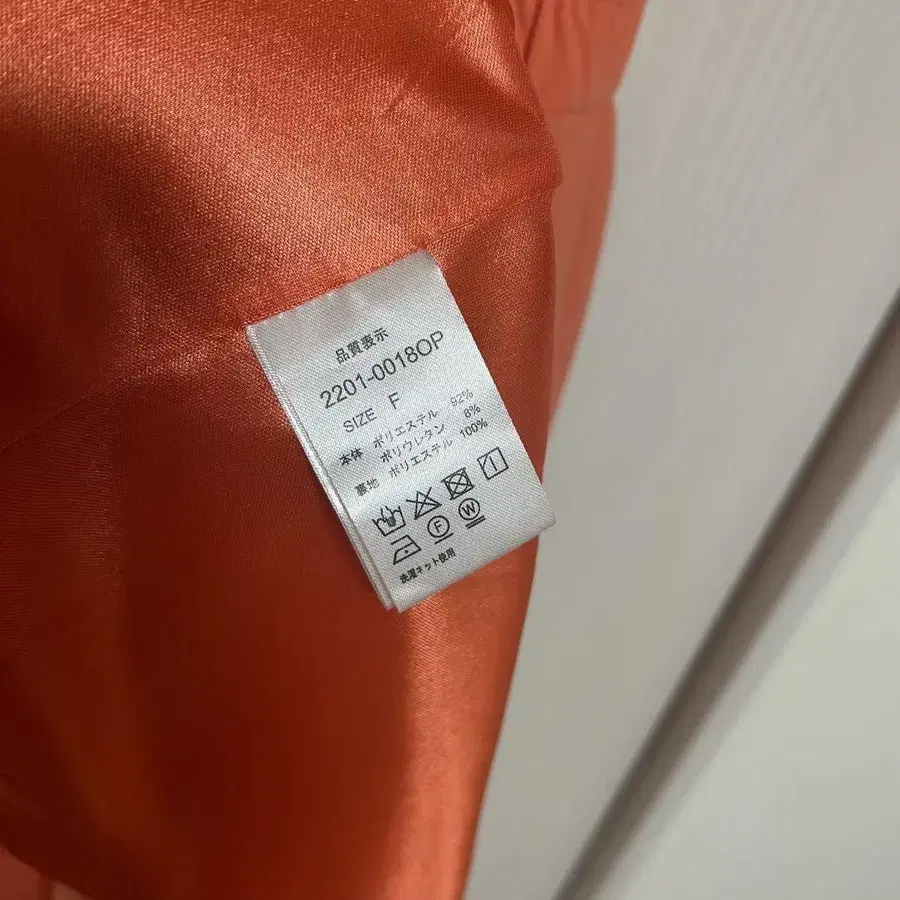 品質表示
2201-0018OP
SIZE F
本体 ポリエステル 92%
ポリウレタン 8%
裏地 ポリエステル 100%
F W
洗濯ネット使用